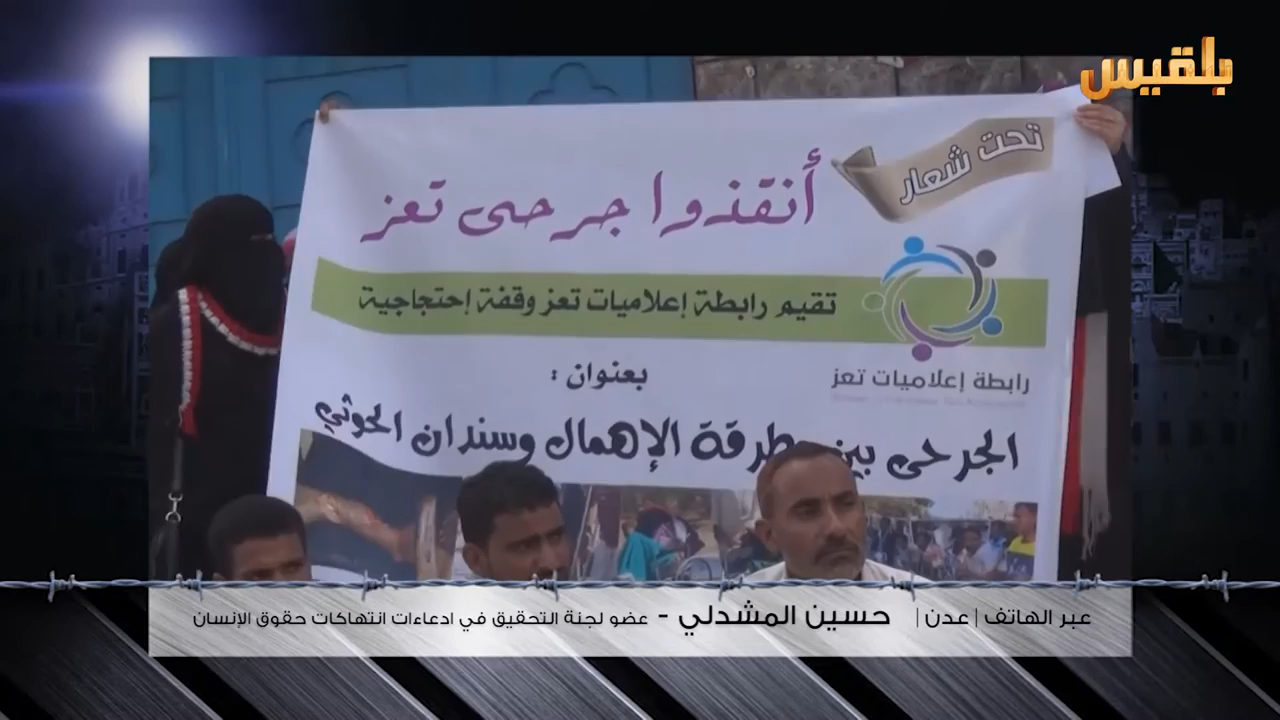 بلقيس
تحت شعار
أنقذوا جرحى تعز
تقيم رابطة إعلاميات تعز وقفة إحتجاجية
رابطة إعلاميات تعز
بعنوان :
الجرحى بين مطرقة الإهمال وسندان الحوثي
عبر الهاتف | عدن | حسين المشدلي - عضو لجنة التحقيق في ادعاءات انتهاكات حقوق الإنسان